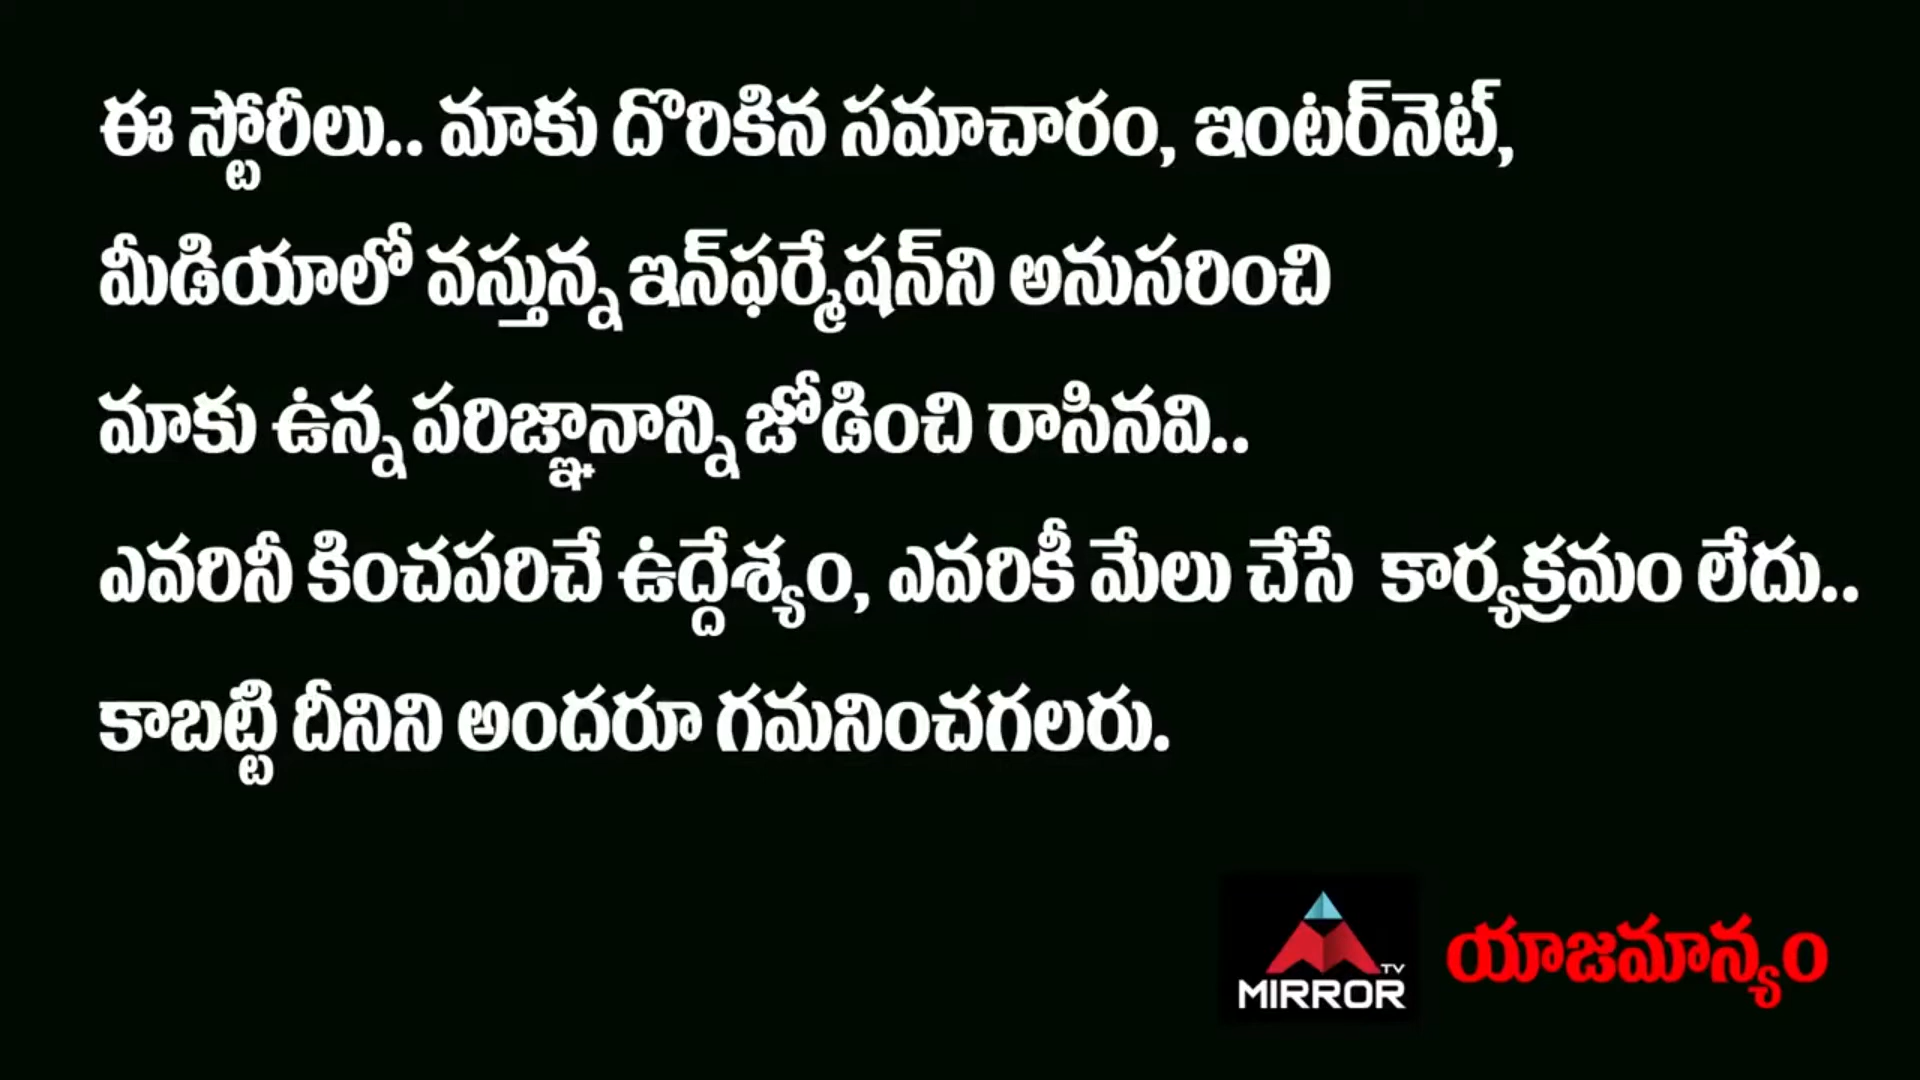 ఈ స్టోరీలు.. మాకు దొరికిన సమాచారం, ఇంటర్‌నెట్,
మీడియాలో వస్తున్న ఇన్‌ఫర్మేషన్‌ని అనుసరించి
మాకు ఉన్న పరిజ్ఞానాన్ని జోడించి రాసినవి..
ఎవరినీ కించపరిచే ఉద్దేశ్యం, ఎవరికీ మేలు చేసే కార్యక్రమం లేదు..
కాబట్టి దీనిని అందరూ గమనించగలరు.
TV
MIRROR
యాజమాన్యం